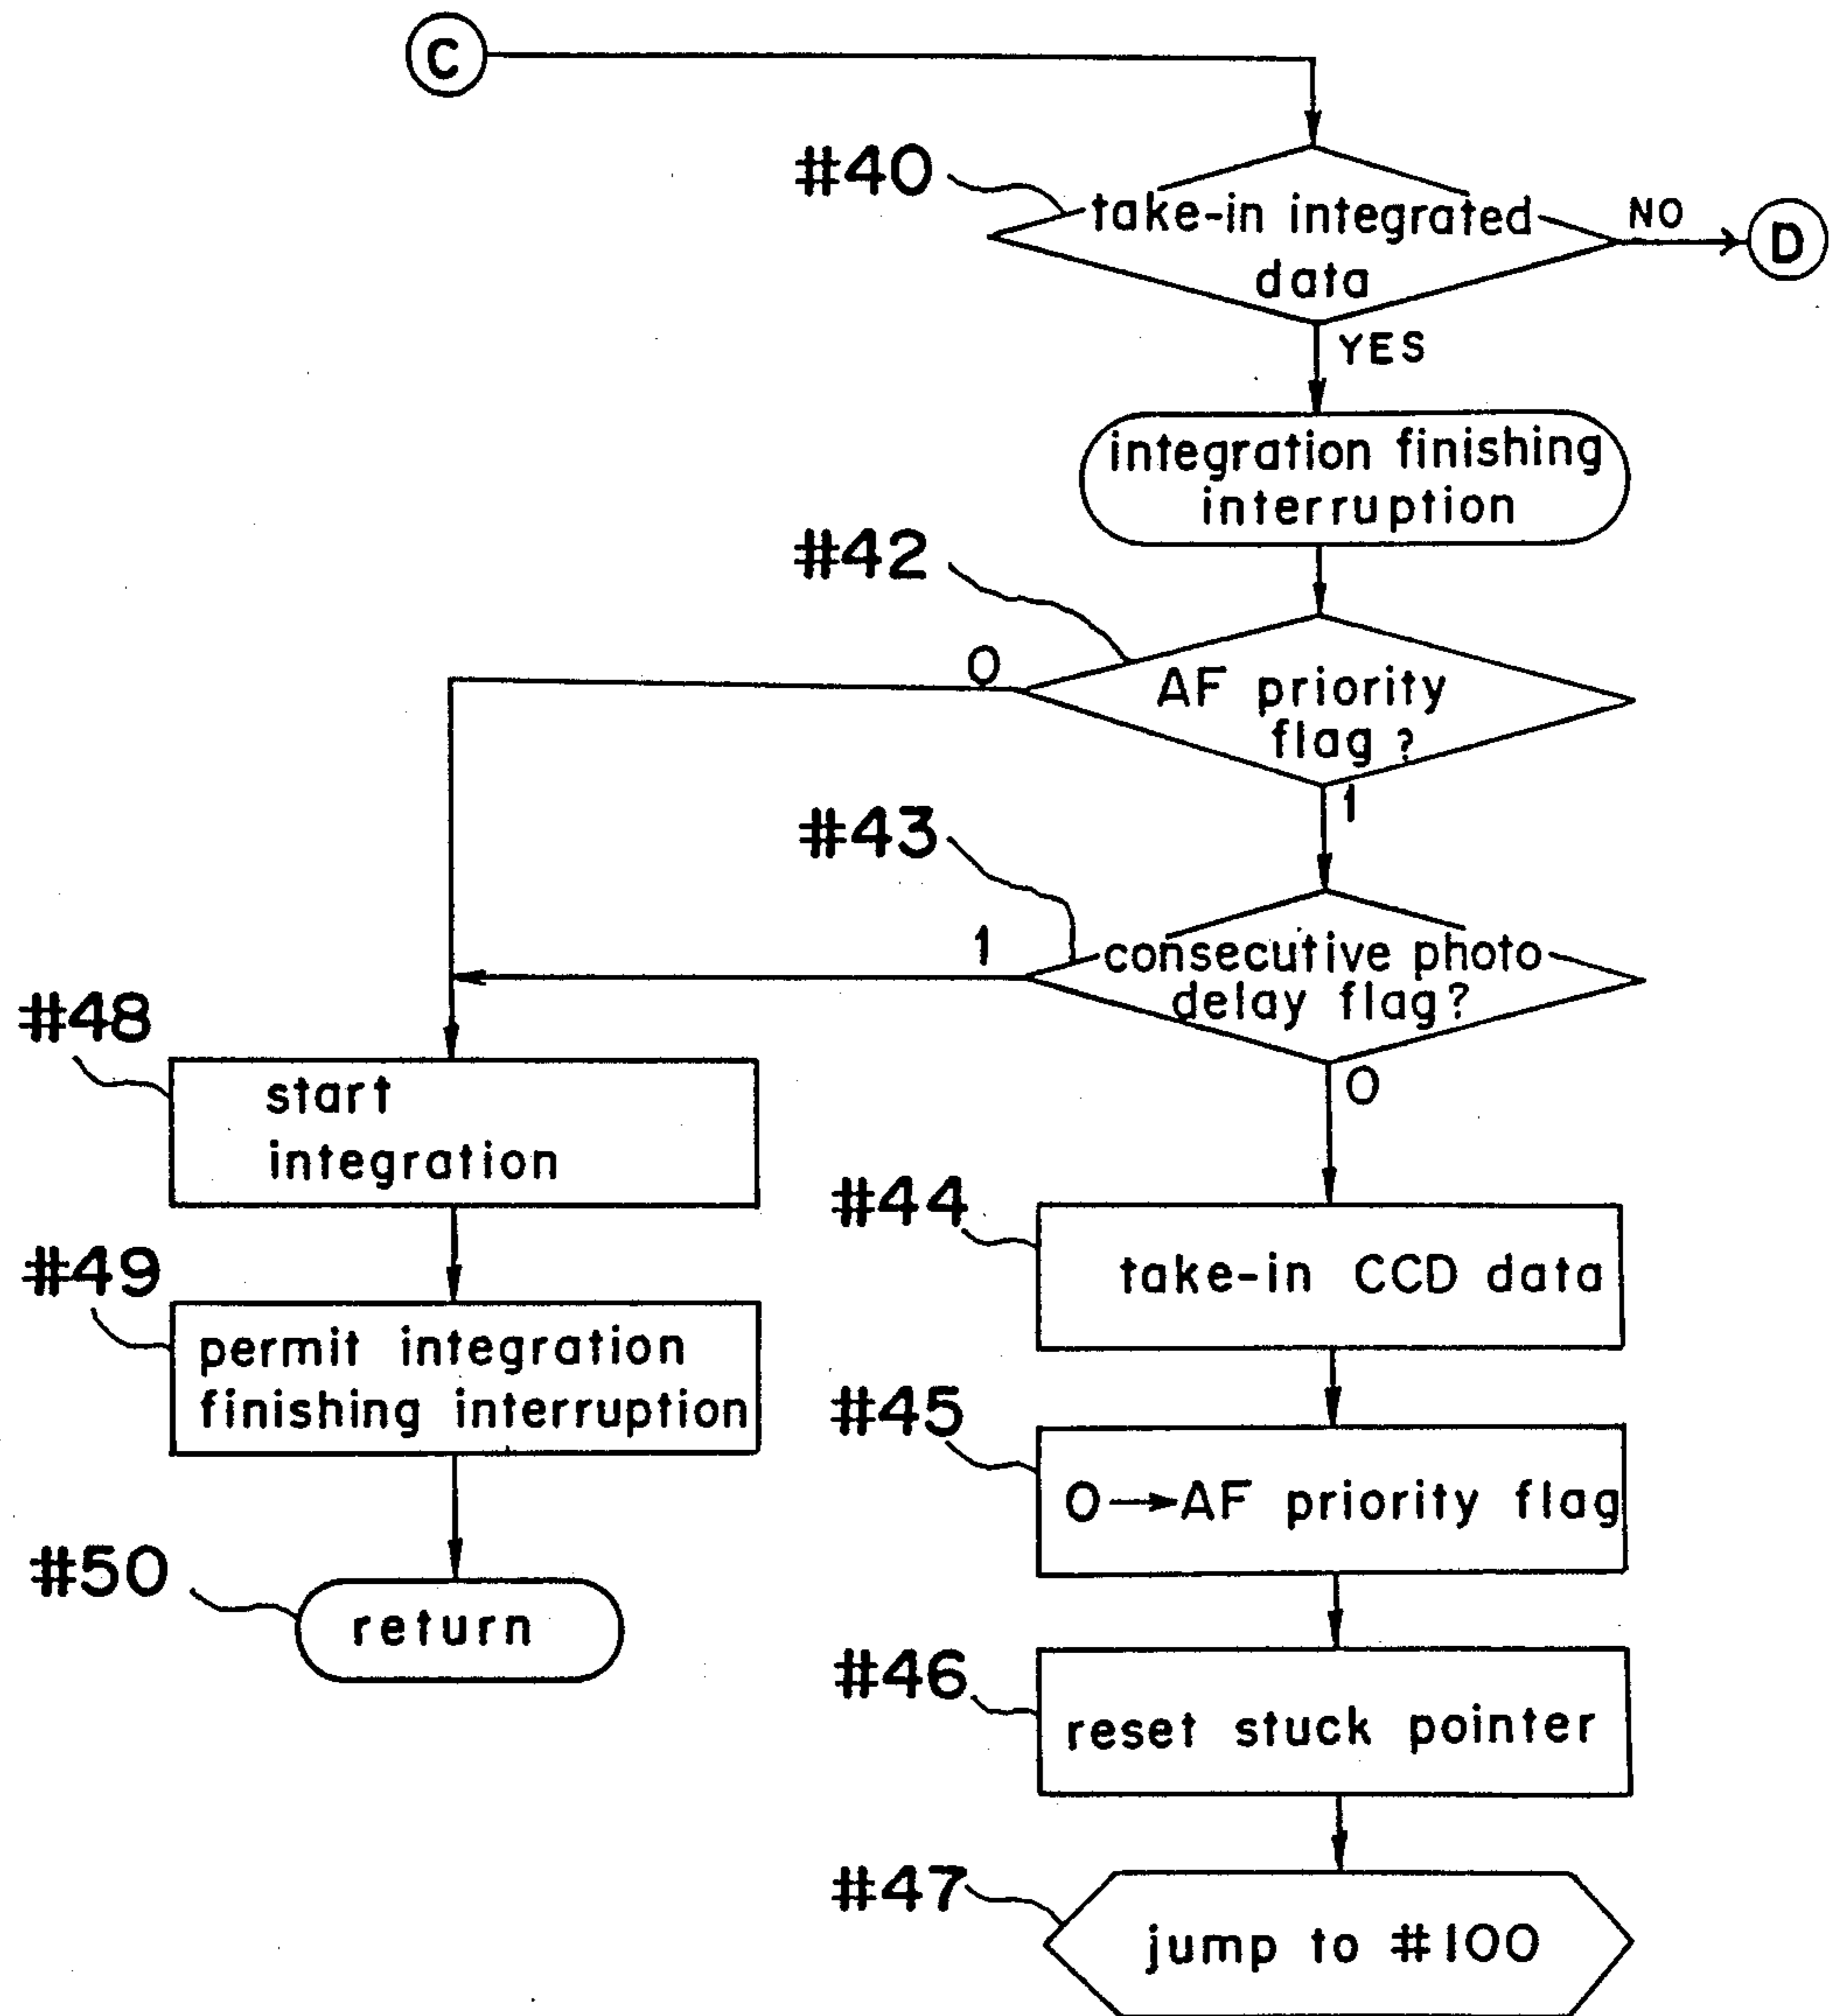 C
#40
take-in integrated
data
NO
D
YES
integration finishing
interruption
#42
0
AF priority
flag?
1
#43
1
consecutive photo
delay flag?
0
#48
start
integration
#44
take-in CCD data
#49
permit integration
finishing interruption
#45
0→AF priority flag
#50
return
#46
reset stuck pointer
#47
jump to #100